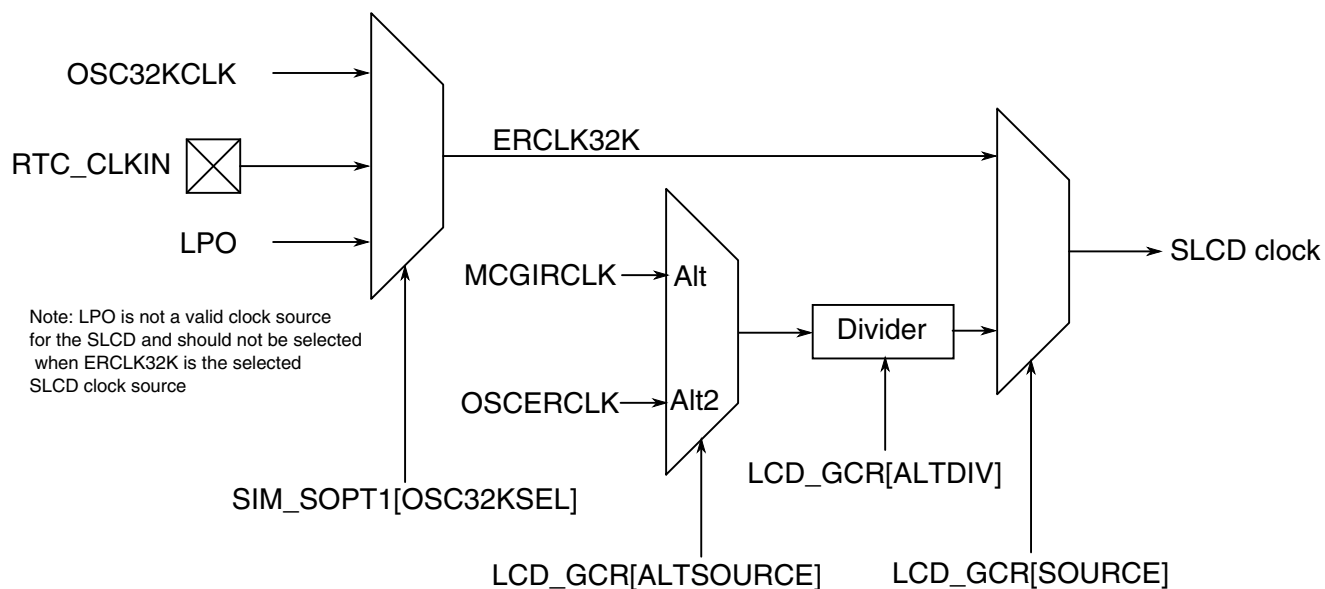 OSC32KCLK
ERCLK32K
RTC_CLKIN
LPO
SLCD clock
MCGIRCLK
Alt
Note: LPO is not a valid clock source
for the SLCD and should not be selected
when ERCLK32K is the selected
SLCD clock source
Divider
OSCERCLK
Alt2
LCD_GCR[ALTDIV]
SIM_SOPT1[OSC32KSEL]
LCD_GCR[ALTSOURCE]
LCD_GCR[SOURCE]